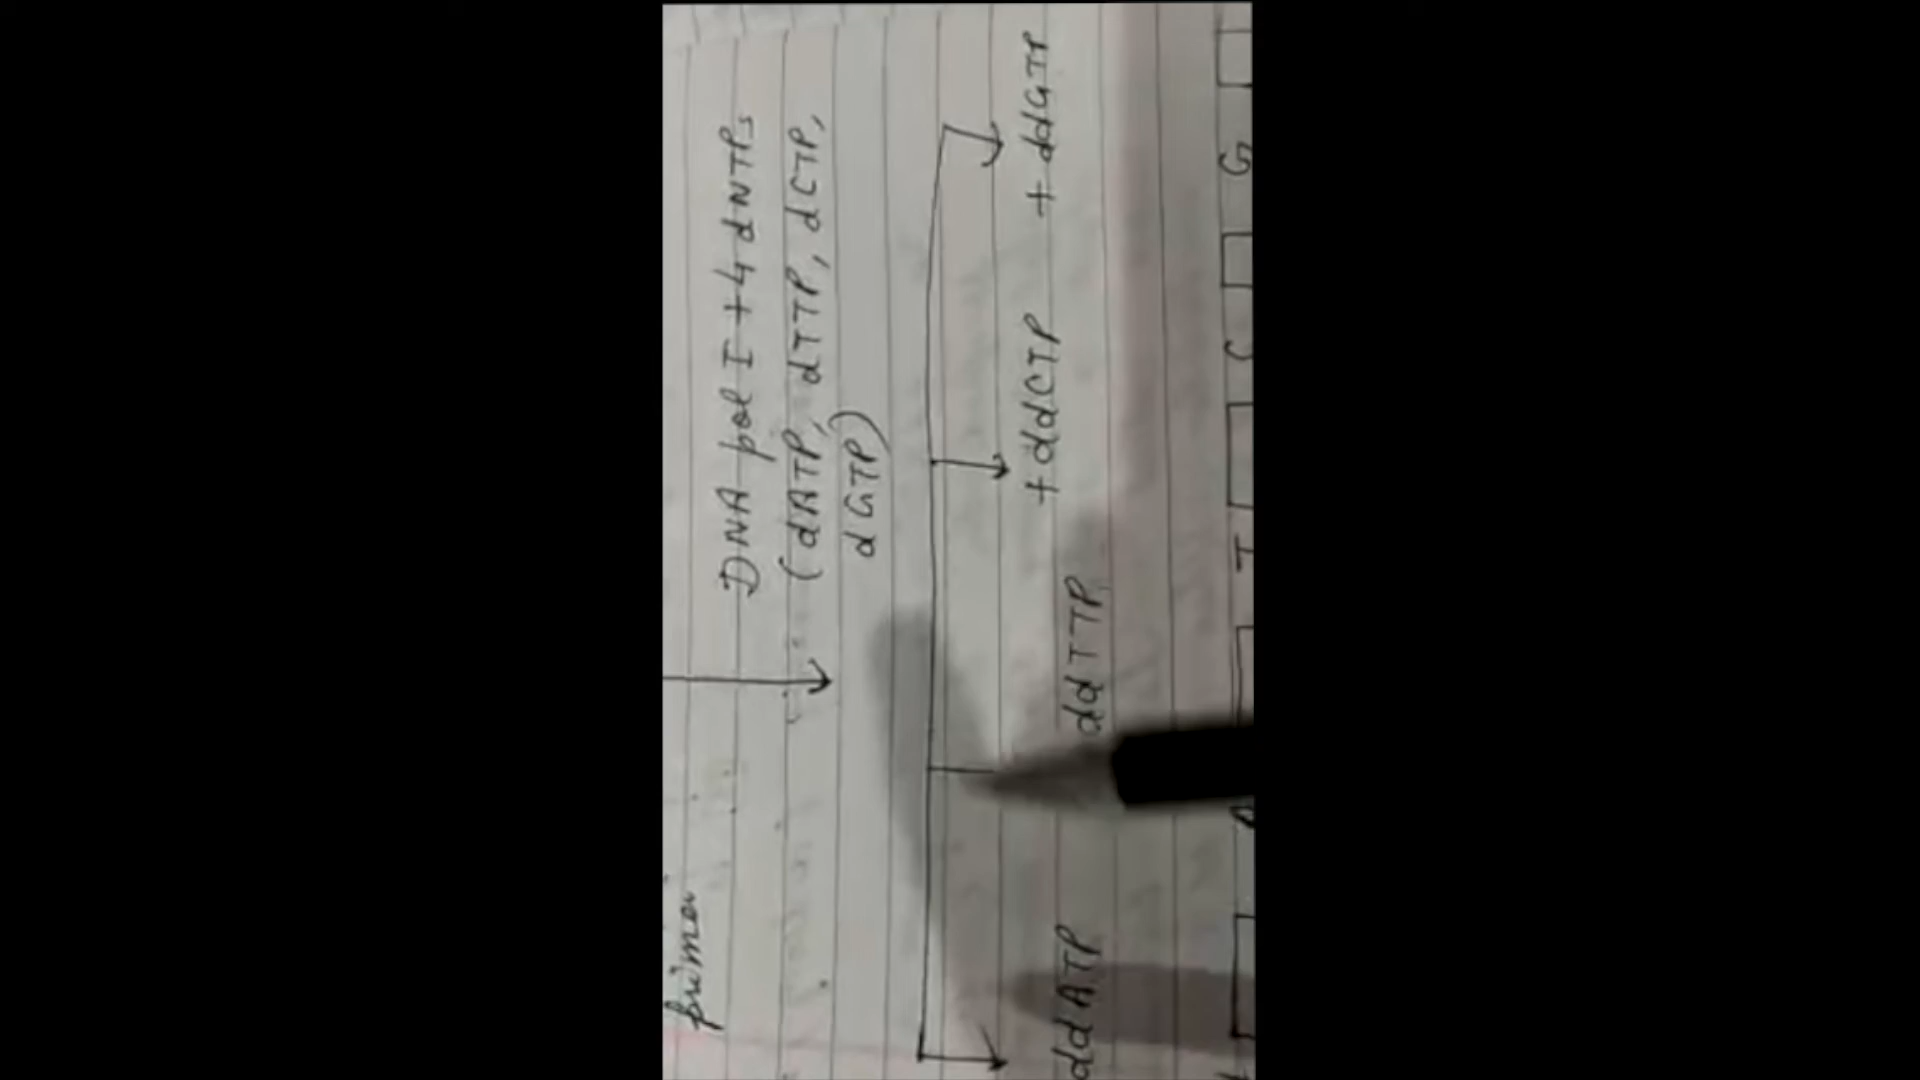 primer
DNA pol I + 4 dNTPs
(dATP, dTTP, dCTP,
dGTP)
ddATP ddTTP + ddCTP + ddGTP
A T C G